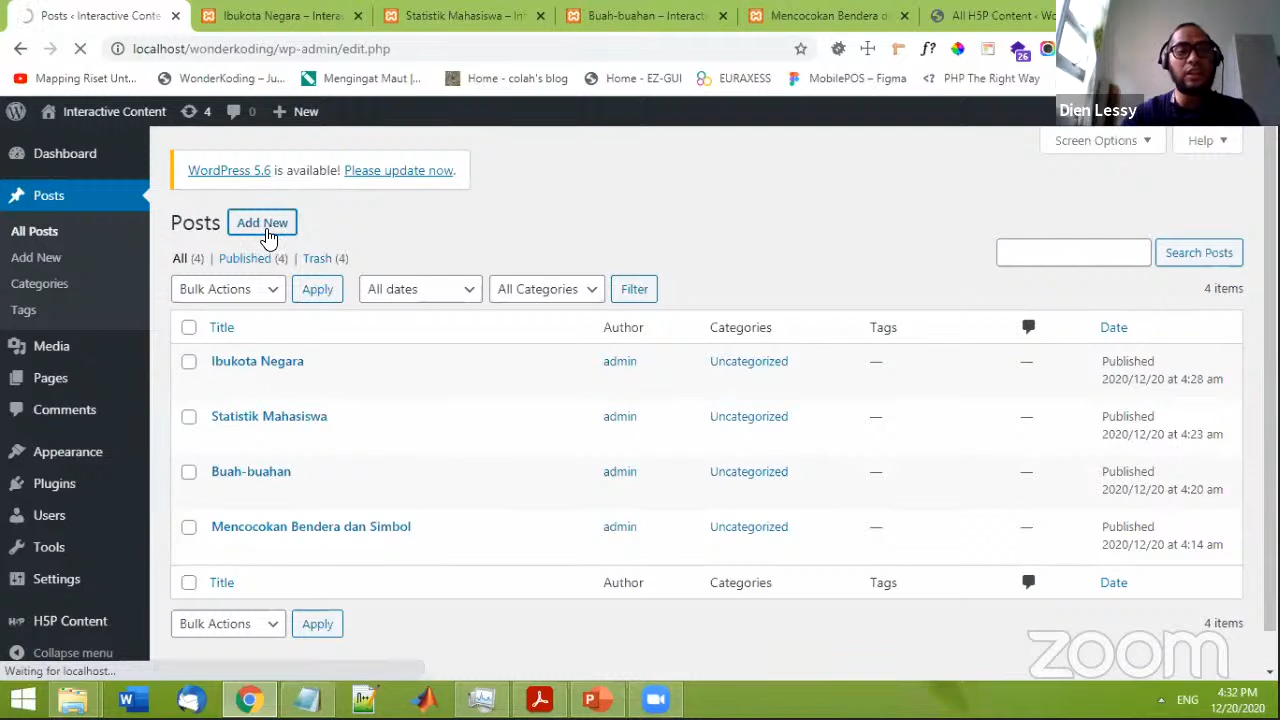 Posts ‹ Interactive Conte
Ibukota Negara – Intera
Statistik Mahasiswa – Int
Buah-buahan – Interacti
Mencocokan Bendera d
All H5P Content ‹ Wo
localhost/wonderkoding/wp-admin/edit.php
f?
26
Mapping Riset Unt...
WonderKoding – Ju...
Mengingat Maut |...
Home - colah's blog
Home - EZ-GUI
EURAXESS
MobilePOS – Figma
<? PHP The Right Way
Dien Lessy
Interactive Content
4
0
New
Screen Options
Help
Dashboard
Posts
All Posts
Add New
Categories
Tags
Media
Pages
Comments
Appearance
Plugins
Users
Tools
Settings
H5P H5P Content
Collapse menu
WordPress 5.6 is available! Please update now.
Posts Add New
All (4) | Published (4) | Trash (4)
Search Posts
Bulk Actions Apply All dates All Categories Filter
4 items
Title Author Categories Tags Date
Ibukota Negara admin Uncategorized — — Published
2020/12/20 at 4:28 am
Statistik Mahasiswa admin Uncategorized — — Published
2020/12/20 at 4:23 am
Buah-buahan admin Uncategorized — — Published
2020/12/20 at 4:20 am
Mencocokan Bendera dan Simbol admin Uncategorized — — Published
2020/12/20 at 4:14 am
Title Author Categories Tags Date
Bulk Actions Apply
4 items
zoom
Waiting for localhost...
ENG
4:32 PM
12/20/2020